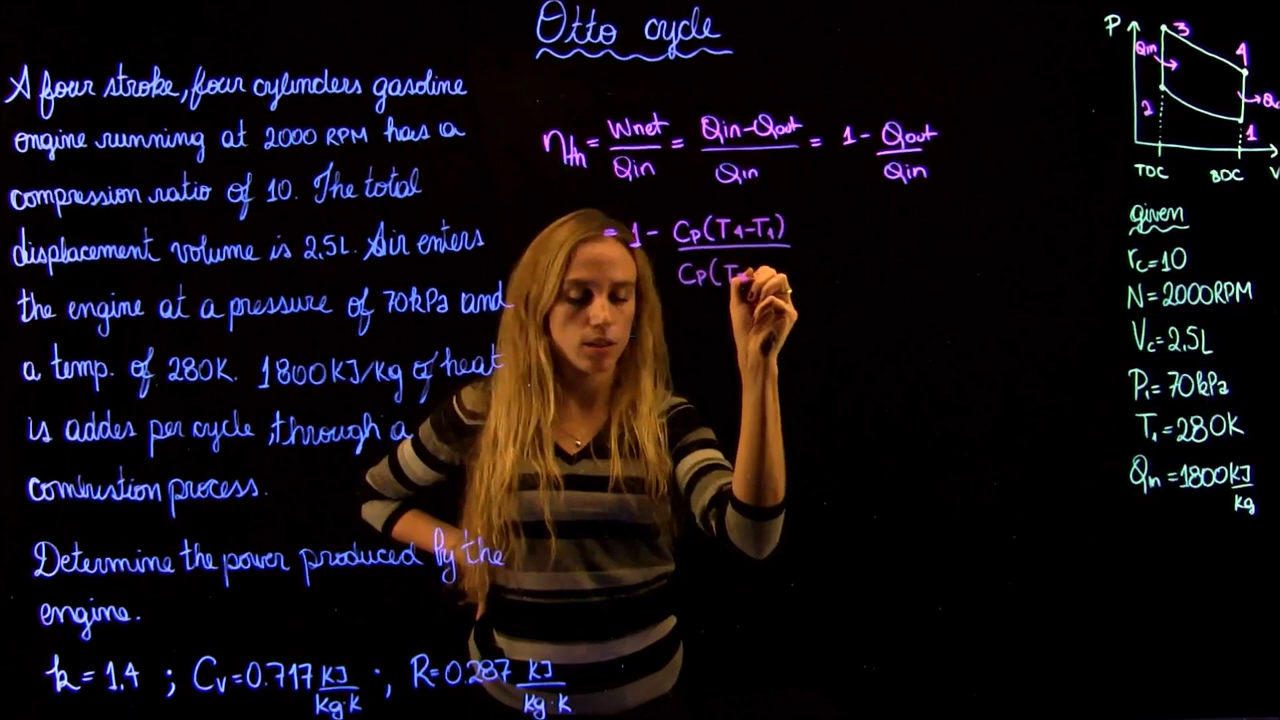 Otto cycle
A four stroke, four cylinders gasoline
engine running at 2000 RPM has a
compression ratio of 10. The total
displacement volume is 2,5L. Air enters
the engine at a pressure of 70kPa and
a temp. of 280K. 1800KJ/Kg of heat
is addes per cycle, through a
combustion process.
Determine the power produced by the
engine.
k = 1.4 ; Cv = 0.717 KJ/Kg·K ; R = 0.287 KJ/Kg·K
ηth = Wnet/Qin = Qin-Qout/Qin = 1 - Qout/Qin
= 1 - Cp(T4-T1)/Cp(T
P
3
Qin
4
2
1
TDC
BDC
V
given
rc=10
N=2000RPM
Vc=2,5L
P1=70kPa
T1=280K
Qin=1800KJ/Kg